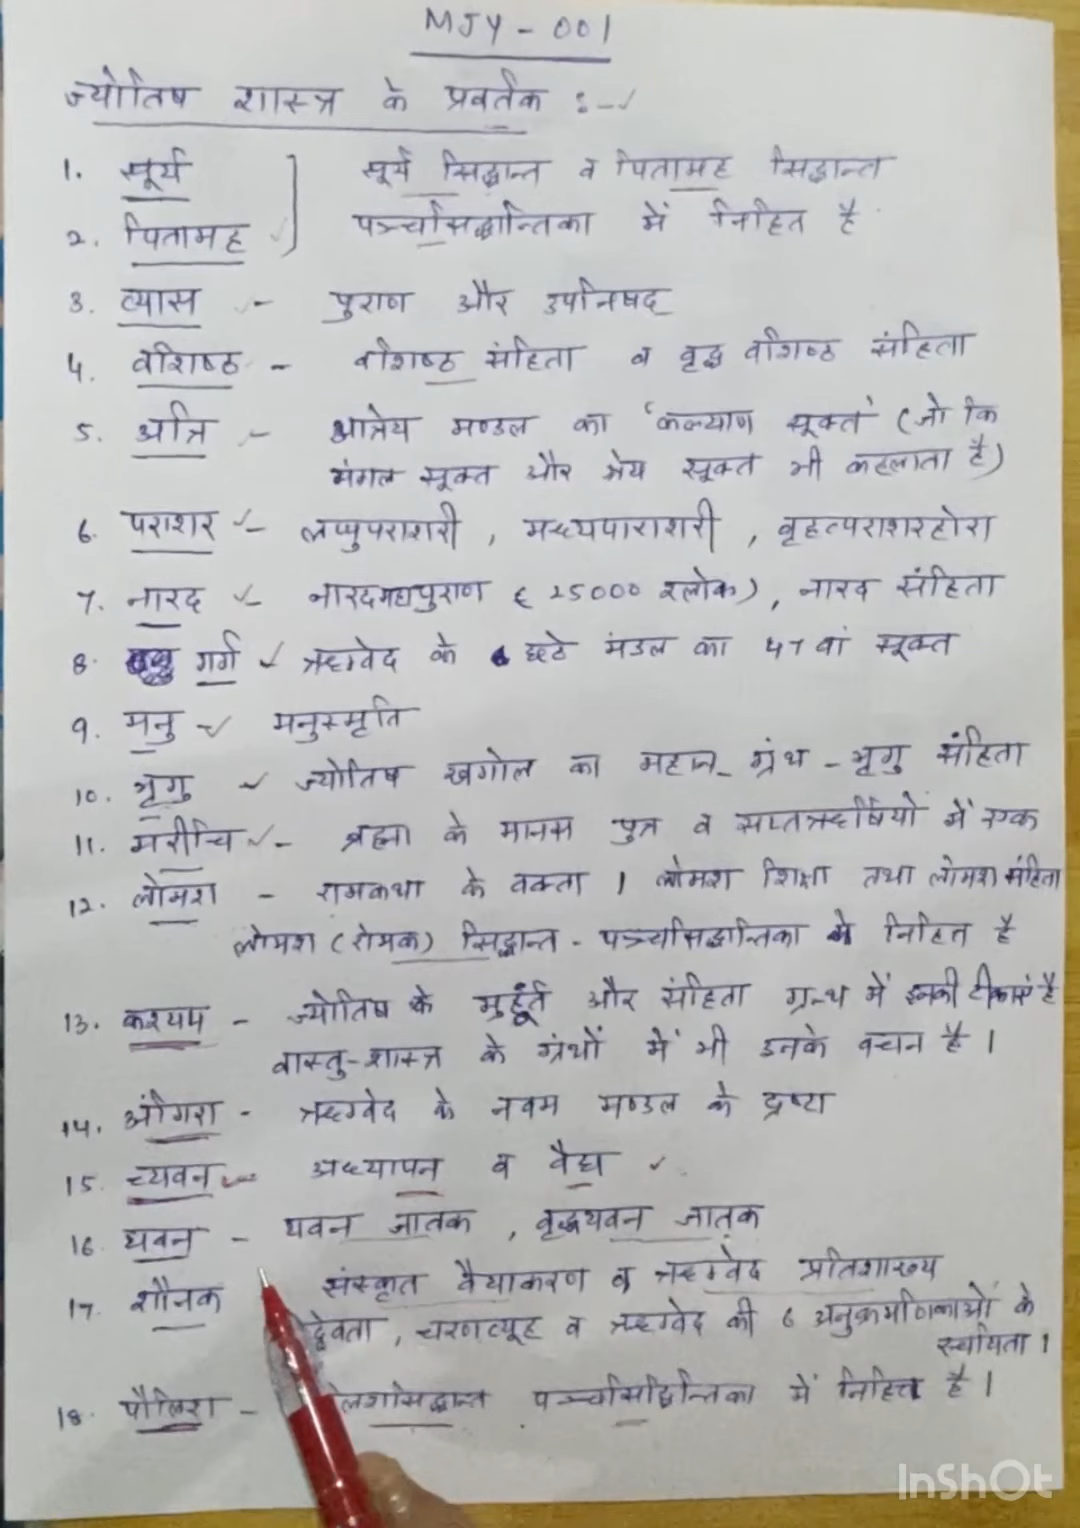 MJY - 001
ज्योतिष शास्त्र के प्रवर्तक :-
1. सूर्य सूर्य सिद्धान्त व पितामह सिद्धान्त
2. पितामह पञ्चसिद्धान्तिका में निहित है
3. व्यास - पुराण और उपनिषद
4. वशिष्ठ - वशिष्ठ संहिता व वृद्ध वशिष्ठ संहिता
5. अत्रि - आत्रेय मण्डल का 'कल्याण सूक्त' (जो कि
मंगल सूक्त और श्रेय सूक्त भी कहलाता है)
6. पराशर - लघुपराशरी , मध्यपाराशरी , वृहत्पराशरहोरा
7. नारद - नारदमहापुराण ( 25000 श्लोक), नारद संहिता
8. गर्ग - ऋग्वेद के छठे मंडल का 47 वां सूक्त
9. मनु - मनुस्मृति
10. भृगु - ज्योतिष खगोल का महान ग्रंथ - भृगु संहिता
11. मरीचि - ब्रह्मा के मानस पुत्र व सप्तऋर्षियों में एक
12. लोमश - रामकथा के वक्ता । लोमश शिक्षा तथा लोमश संहिता
लोमश (रोमक) सिद्धान्त - पञ्चसिद्धान्तिका में निहित है
13. कश्यप - ज्योतिष के मुर्हूत और संहिता ग्रन्थ में इनकी टीकाएं है
वास्तु-शास्त्र के ग्रंथों में भी उनके वचन है ।
14. अंगिरा - ऋग्वेद के नवम मण्डल के द्रष्टा
15. च्यवन - अध्यापन व वैद्य
16. यवन - यवन जातक , वृद्धयवन जातक
17. शौनक संस्कृत वैयाकरण व ऋग्वेद प्रतिशाख्य
द्देवता , चरणव्यूह व ऋग्वेद की 6 अनुक्रमणिकाओं के
रचयिता ।
18. पौलिश - लिशसिद्धान्त पञ्चसिद्धान्तिका में निहित है ।
InShOt